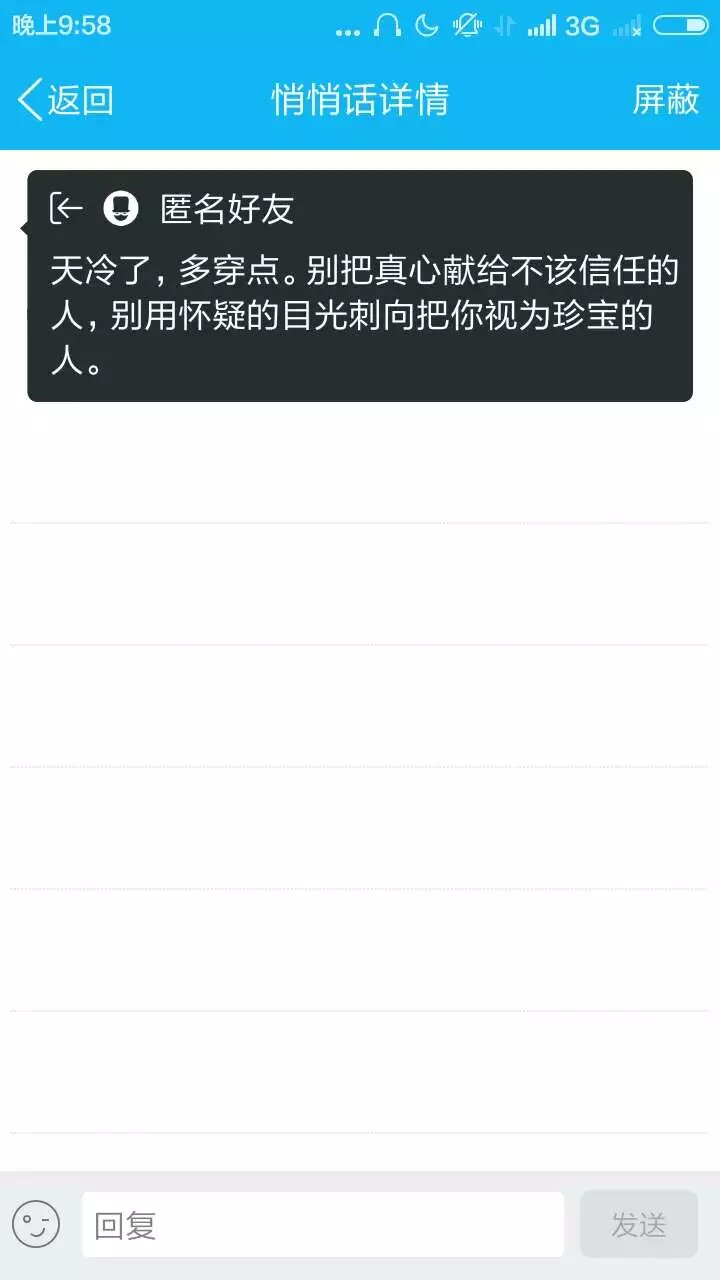 晚上9:58
3G
返回
悄悄话详情
屏蔽
匿名好友
天冷了，多穿点。别把真心献给不该信任的
人，别用怀疑的目光刺向把你视为珍宝的
人。
回复
发送